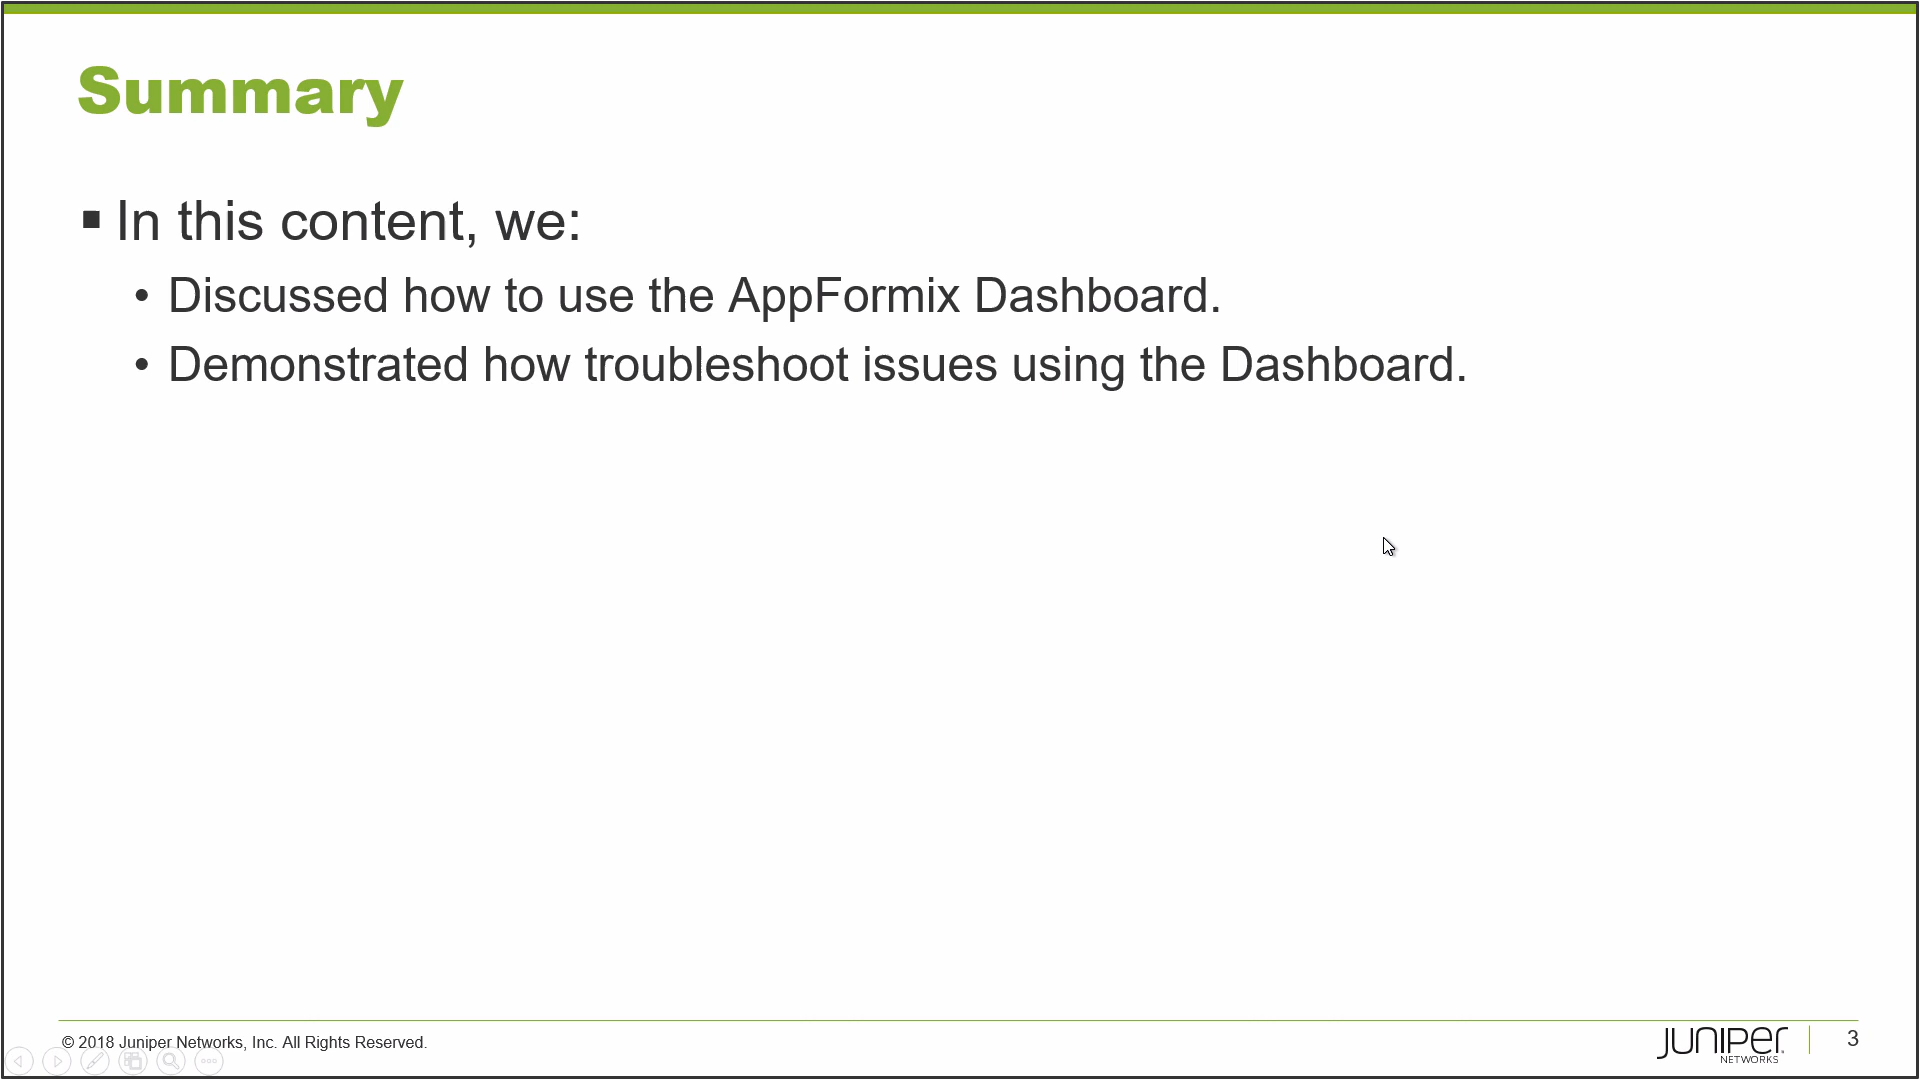 Summary
▪ In this content, we:
• Discussed how to use the AppFormix Dashboard.
• Demonstrated how troubleshoot issues using the Dashboard.
© 2018 Juniper Networks, Inc. All Rights Reserved.
JUNIPER
NETWORKS
3